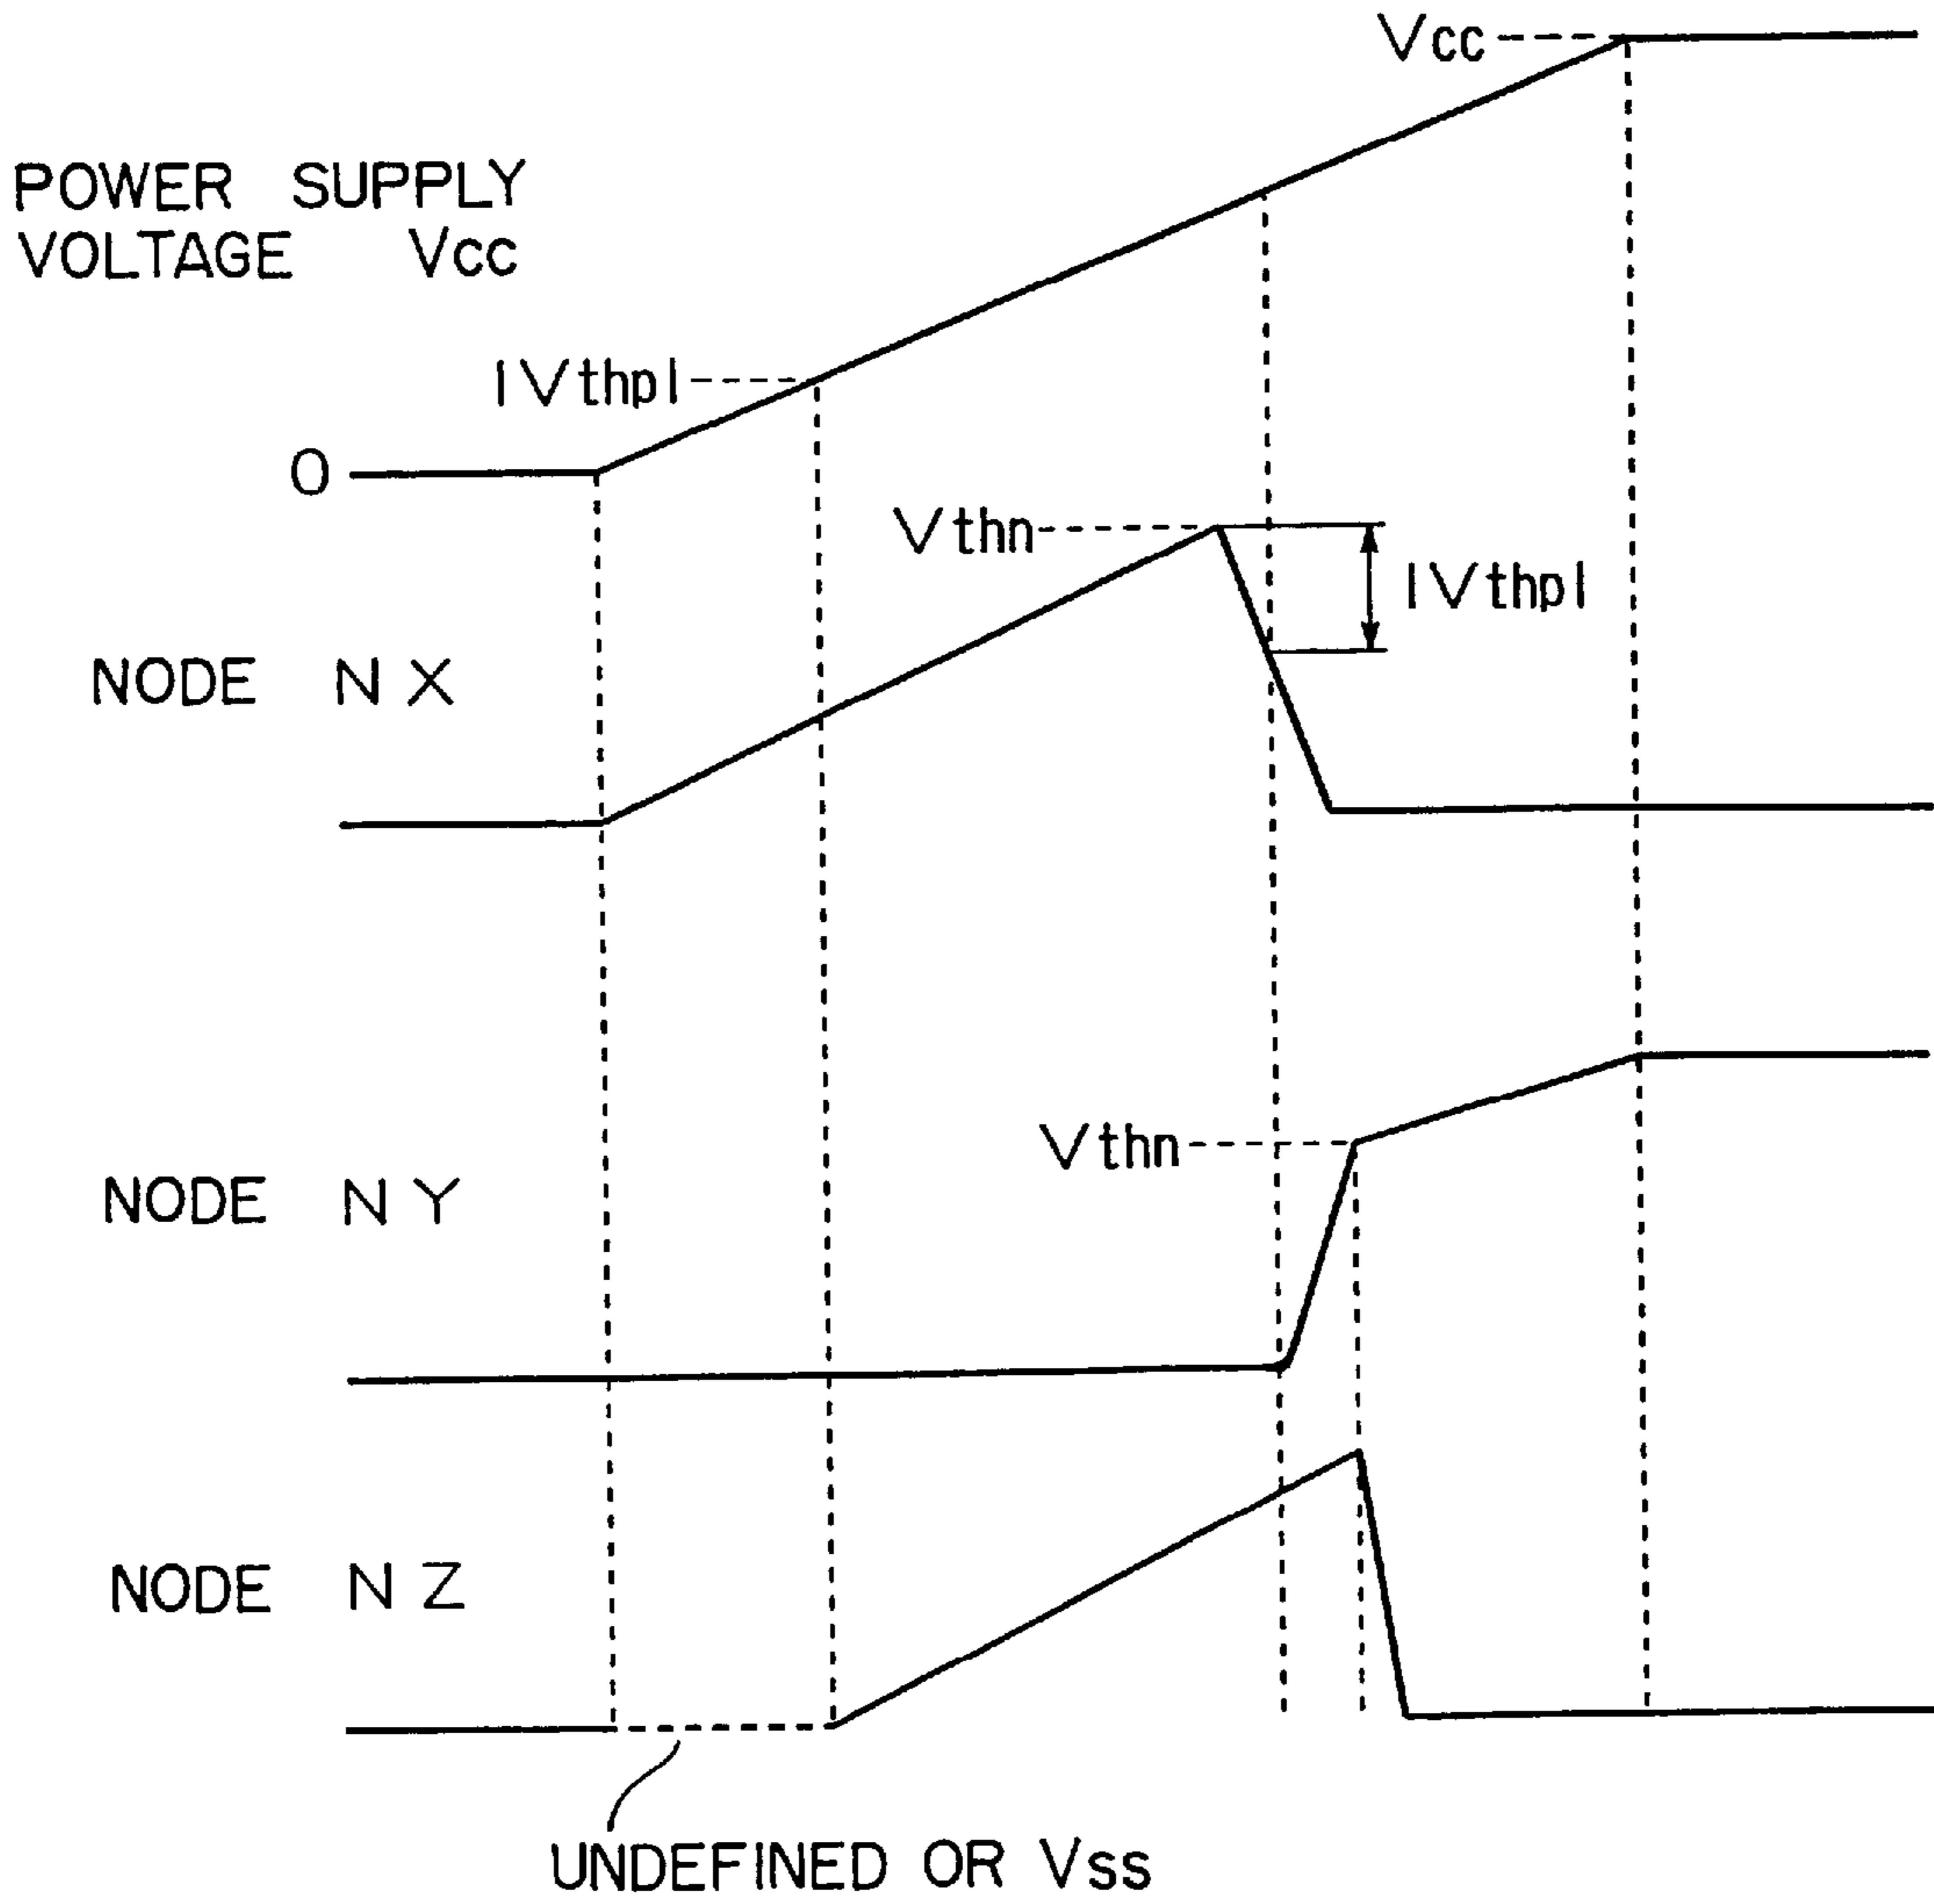 Vcc
POWER SUPPLY
VOLTAGE Vcc
|Vthp|
0
Vthn
|Vthp|
NODE NX
Vthn
NODE NY
NODE NZ
UNDEFINED OR Vss